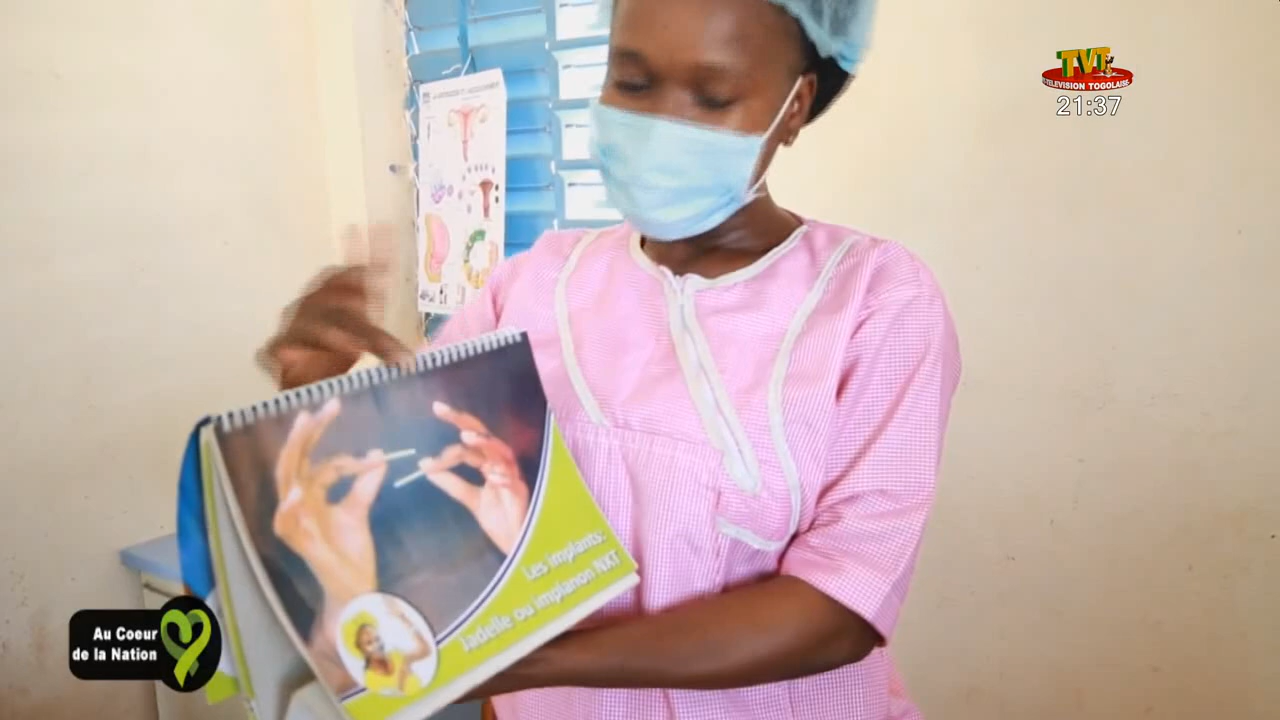 TVT
TELEVISION TOGOLAISE
21:37
Les implants:
Jadelle ou implanon NXT
Au Coeur
de la Nation